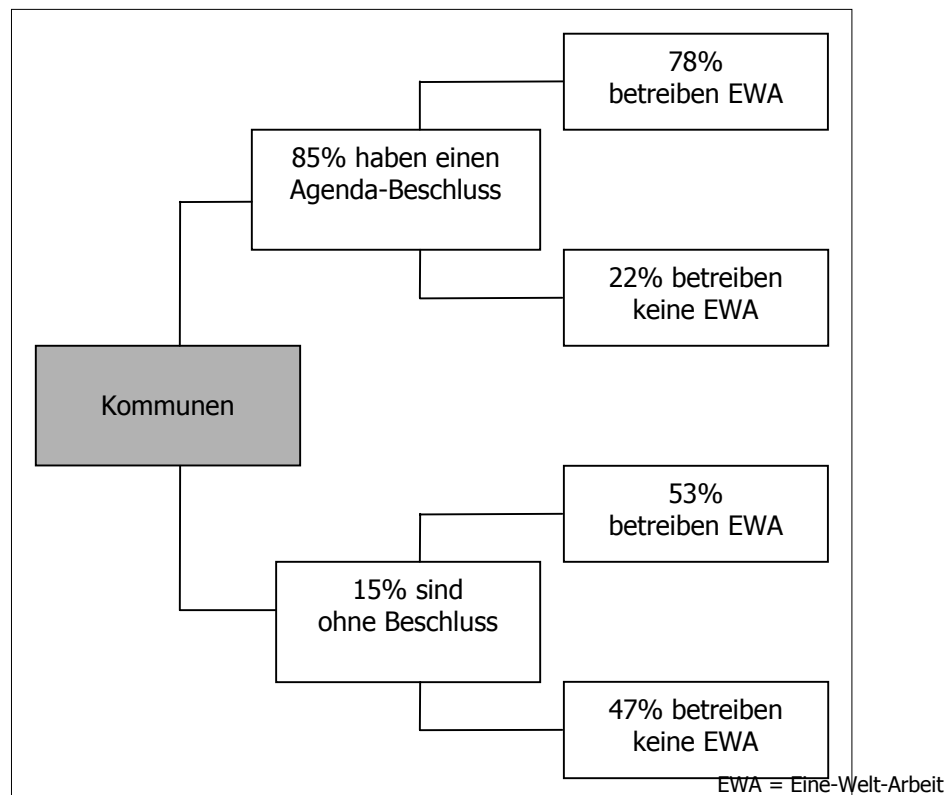 78%
betreiben EWA
85% haben einen
Agenda-Beschluss
22% betreiben
keine EWA
Kommunen
53%
betreiben EWA
15% sind
ohne Beschluss
47% betreiben
keine EWA
EWA = Eine-Welt-Arbeit